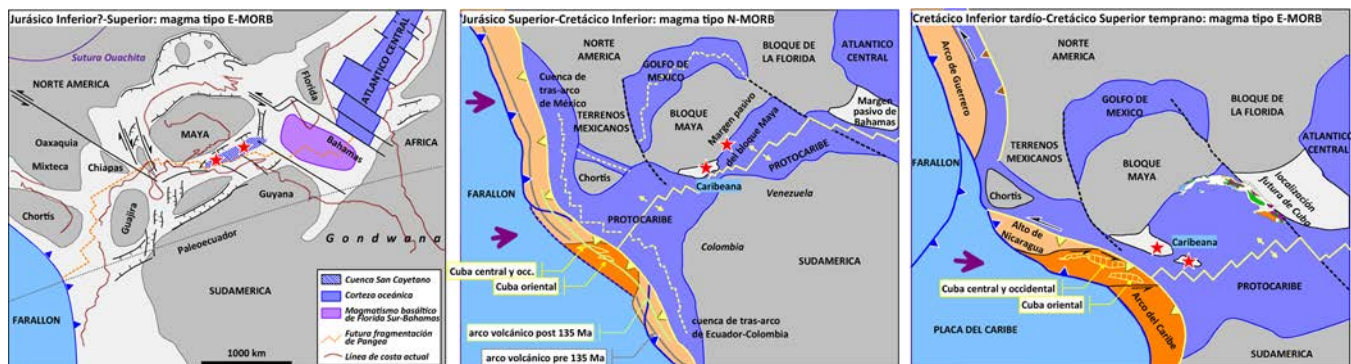 Jurásico Inferior?-Superior: magma tipo E-MORB
Sutura Ouachita
NORTE AMERICA
Florida
ATLANTICO CENTRAL
MAYA
Bahamas
AFRICA
Oaxaquia
Mixteca
Chiapas
Guyana
FARALLON
Chortis
Guajira
Paleoecuador
Gondwana
SUDAMERICA
FARALLON
Cuenca San Cayetano
Corteza oceánica
Magmatismo basáltico
de Florida Sur-Bahamas
Futura fragmentación
de Pangea
Línea de costa actual
1000 km
Jurásico Superior-Cretácico Inferior: magma tipo N-MORB
NORTE
AMERICA
BLOQUE DE
LA FLORIDA
ATLANTICO
CENTRAL
GOLFO DE
MEXICO
Cuenca de
tras-arco
de México
TERRENOS
MEXICANOS
BLOQUE
MAYA
Margen pasivo
del bloque Maya
Margen
pasivo de
Bahamas
PROTOCARIBE
Chortis
Caribeana
Venezuela
FARALLON
PROTOCARIBE
Colombia
Cuba central y occ.
Cuba oriental
SUDAMERICA
arco volcánico post 135 Ma
cuenca de tras-arco
de Ecuador-Colombia
arco volcánico pre 135 Ma
Cretácico Inferior tardío-Cretácico Superior temprano: magma tipo E-MORB
NORTE
AMERICA
Arco de Guerrero
GOLFO DE
MEXICO
BLOQUE DE
LA FLORIDA
ATLANTICO
CENTRAL
TERRENOS
MEXICANOS
FARALLON
BLOQUE
MAYA
localización
futura de Cuba
Chortis
Alto de
Nicaragua
Caribeana
Cuba central y occidental
Cuba oriental
PROTOCARIBE
Arco del Caribe
PLACA DEL CARIBE
SUDAMERICA